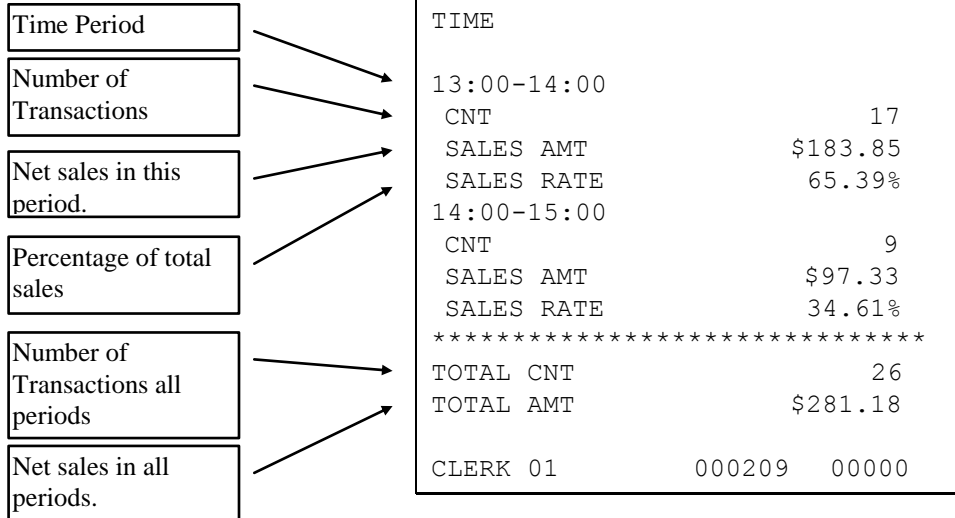 Time Period
Number of
Transactions
Net sales in this
period.
Percentage of total
sales
Number of
Transactions all
periods
Net sales in all
periods.
TIME
13:00-14:00
CNT 17
SALES AMT $183.85
SALES RATE 65.39%
14:00-15:00
CNT 9
SALES AMT $97.33
SALES RATE 34.61%
*******************************
TOTAL CNT 26
TOTAL AMT $281.18
CLERK 01 000209 00000